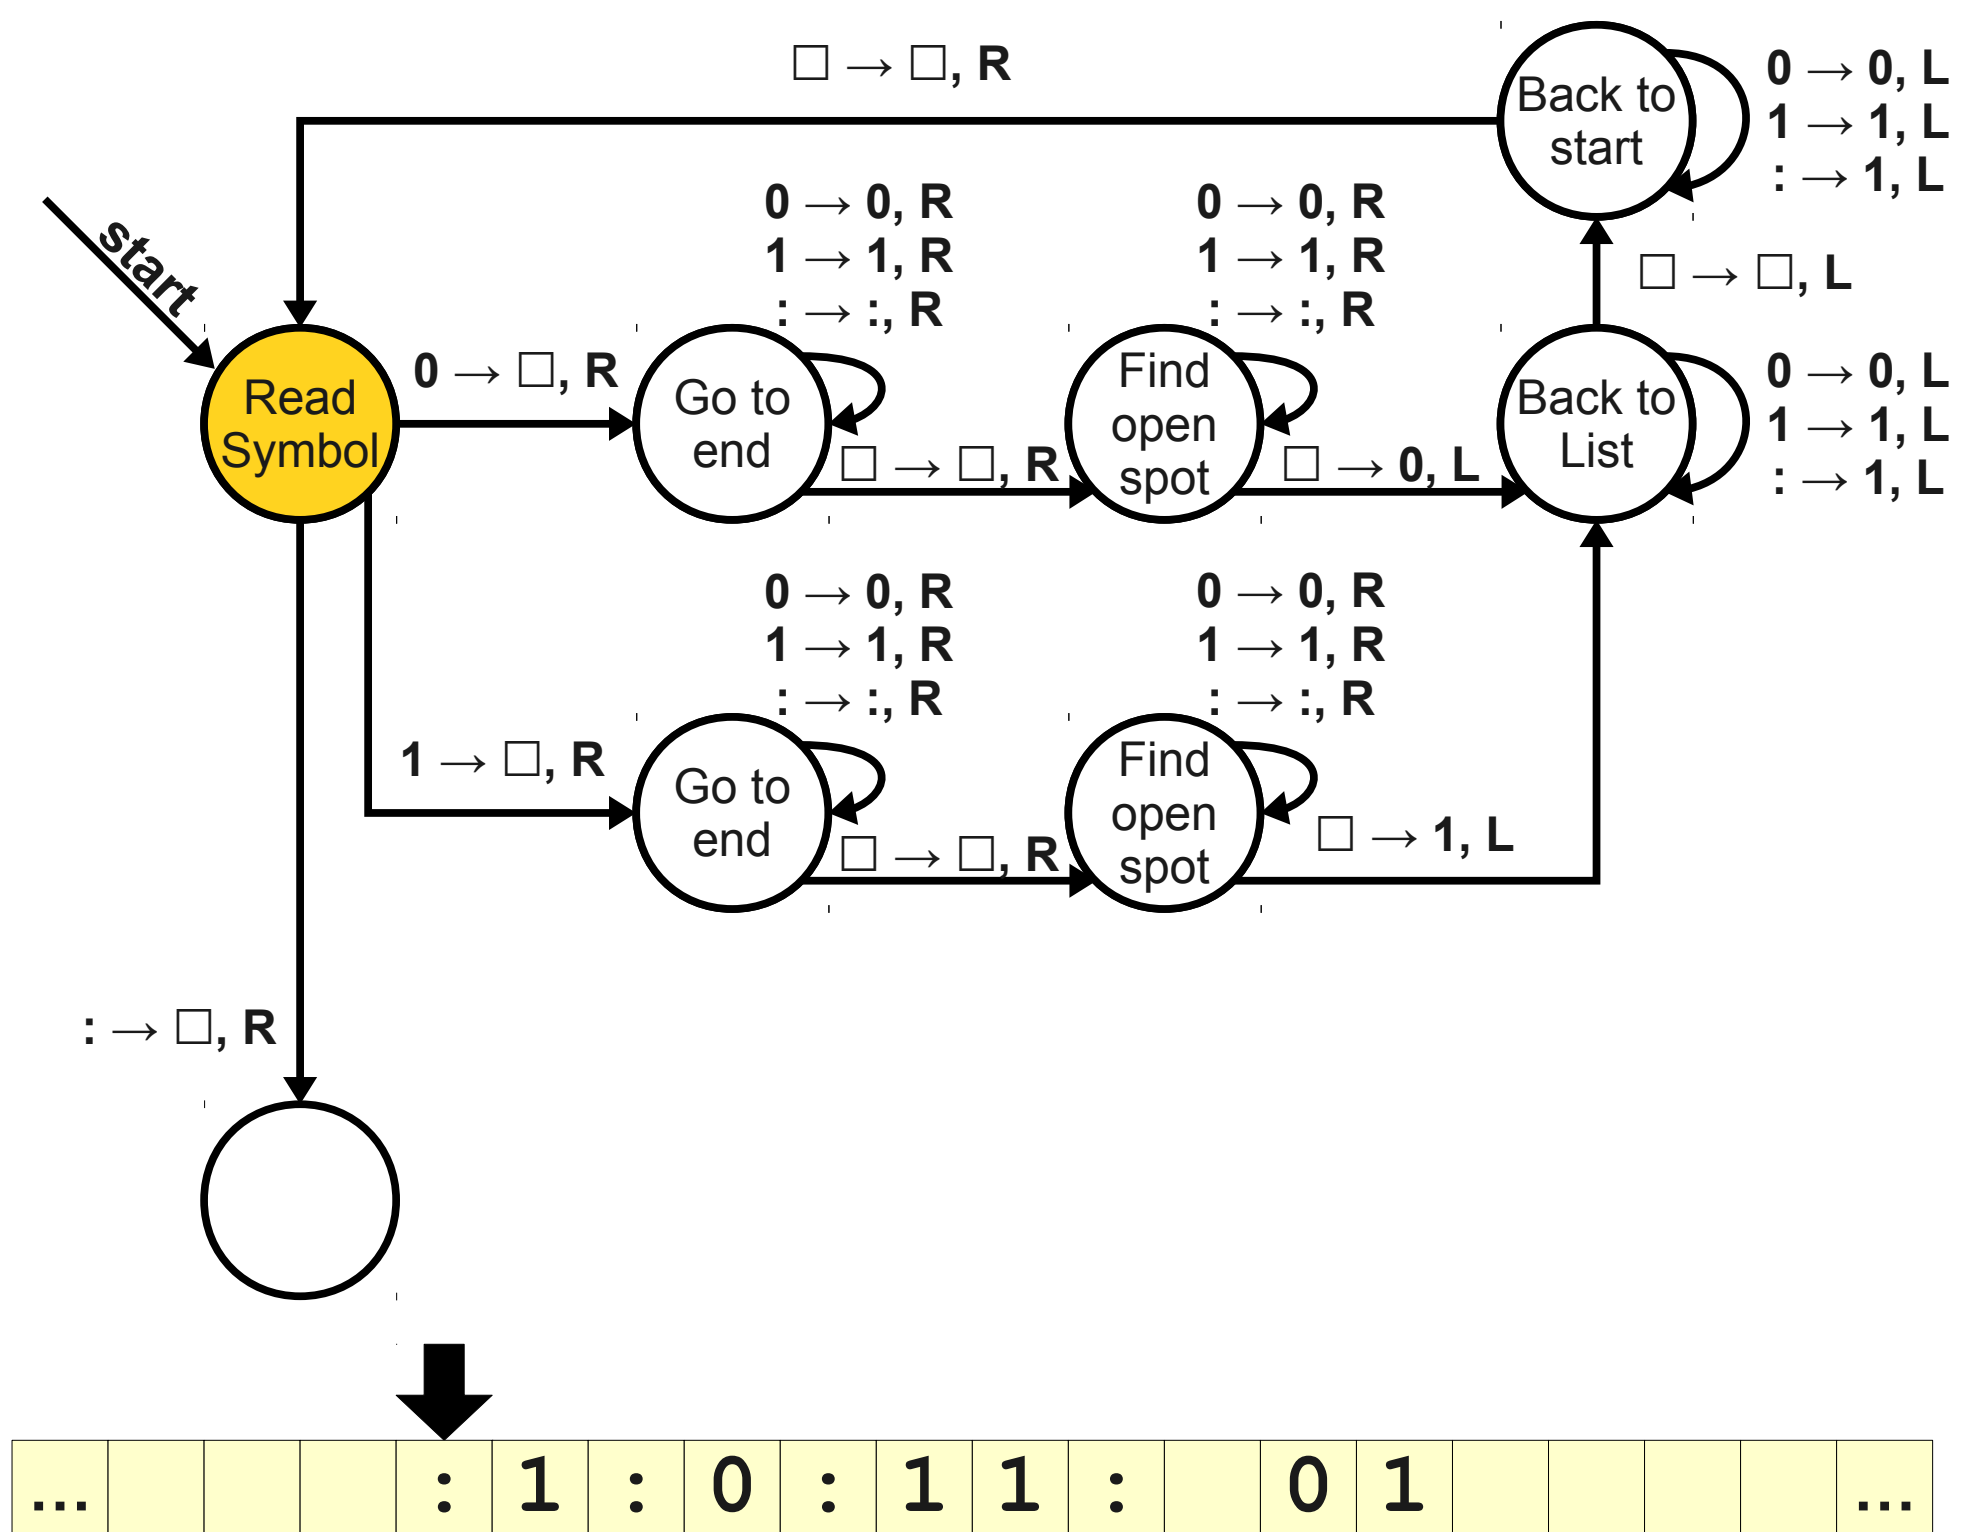 □ → □, R
Back to
start
0 → 0, L
1 → 1, L
: → 1, L
start
0 → 0, R
1 → 1, R
: → :, R
0 → 0, R
1 → 1, R
: → :, R
□ → □, L
Read
Symbol
0 → □, R
Go to
end
□ → □, R
Find
open
spot
□ → 0, L
Back to
List
0 → 0, L
1 → 1, L
: → 1, L
0 → 0, R
1 → 1, R
: → :, R
0 → 0, R
1 → 1, R
: → :, R
1 → □, R
Go to
end
□ → □, R
Find
open
spot
□ → 1, L
: → □, R
... : 1 : 0 : 1 1 : 0 1 ...